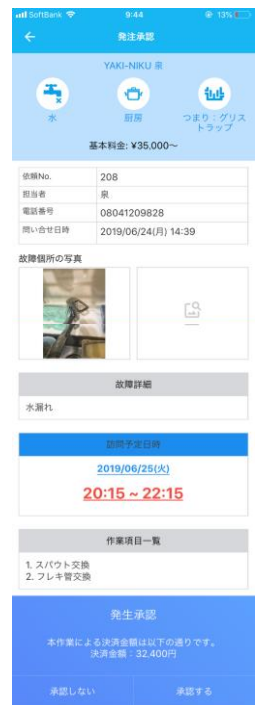 SoftBank 9:44 13%
発注承認
YAKI-NIKU 泉
水
厨房
つまり：グリス
トラップ
基本料金: ¥35,000～
依頼No. 208
担当者 泉
電話番号 08041209828
問い合せ日時 2019/06/24(月) 14:39
故障個所の写真
故障詳細
水漏れ
訪問予定日時
2019/06/25(火)
20:15 ~ 22:15
作業項目一覧
1. スパウト交換
2. フレキ管交換
発生承認
本作業による決済金額は以下の通りです。
決済金額：32,400円
承認しない 承認する